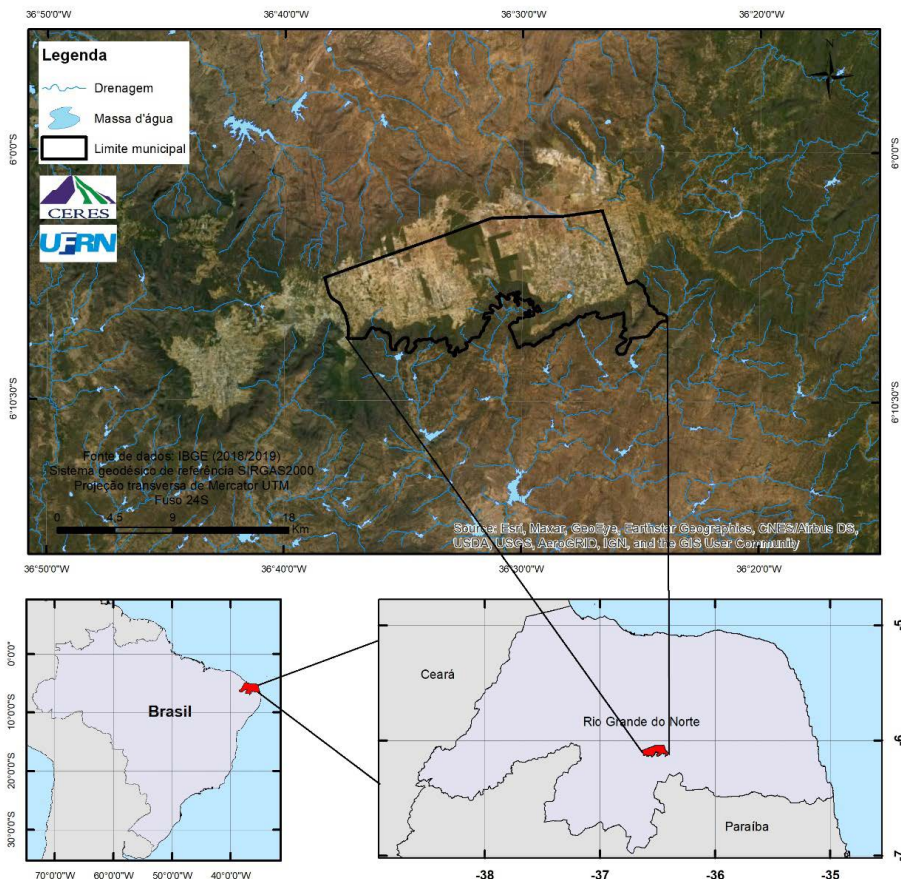 36°50'0"W 36°40'0"W 36°30'0"W 36°20'0"W
Legenda
Drenagem
Massa d'água
Limite municipal
N
CERES
UFRN
6°0'0"S
6°0'0"S
6°10'30"S
6°10'30"S
Fonte de dados: IBGE (2018/2019)
Sistema geodésico de referência SIRGAS2000
Projeção transversa de Mercator UTM
Fuso 24S
0 4,5 9 18
Km
Source: Esri, Maxar, GeoEye, Earthstar Geographics, CNES/Airbus DS,
USDA, USGS, AeroGRID, IGN, and the GIS User Community
36°50'0"W 36°40'0"W 36°30'0"W 36°20'0"W
0°0'0"
10°0'0"S
20°0'0"S
30°0'0"S
Brasil
70°0'0"W 60°0'0"W 50°0'0"W 40°0'0"W
Ceará
Rio Grande do Norte
Paraíba
-5
-6
-7
-38 -37 -36 -35